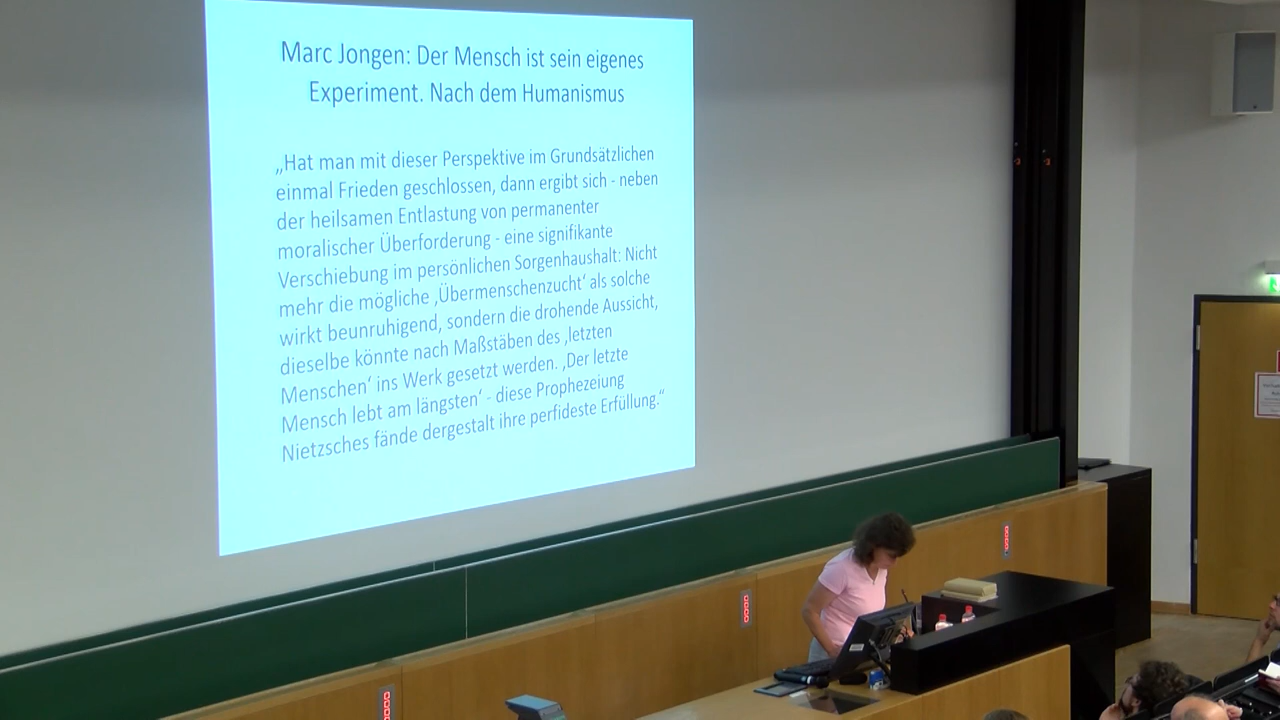 Marc Jongen: Der Mensch ist sein eigenes
Experiment. Nach dem Humanismus
„Hat man mit dieser Perspektive im Grundsätzlichen
einmal Frieden geschlossen, dann ergibt sich - neben
der heilsamen Entlastung von permanenter
moralischer Überforderung - eine signifikante
Verschiebung im persönlichen Sorgenhaushalt: Nicht
mehr die mögliche ‚Übermenschenzucht‘ als solche
wirkt beunruhigend, sondern die drohende Aussicht,
dieselbe könnte nach Maßstäben des ‚letzten
Menschen‘ ins Werk gesetzt werden. ‚Der letzte
Mensch lebt am längsten‘ - diese Prophezeiung
Nietzsches fände dergestalt ihre perfideste Erfüllung.“